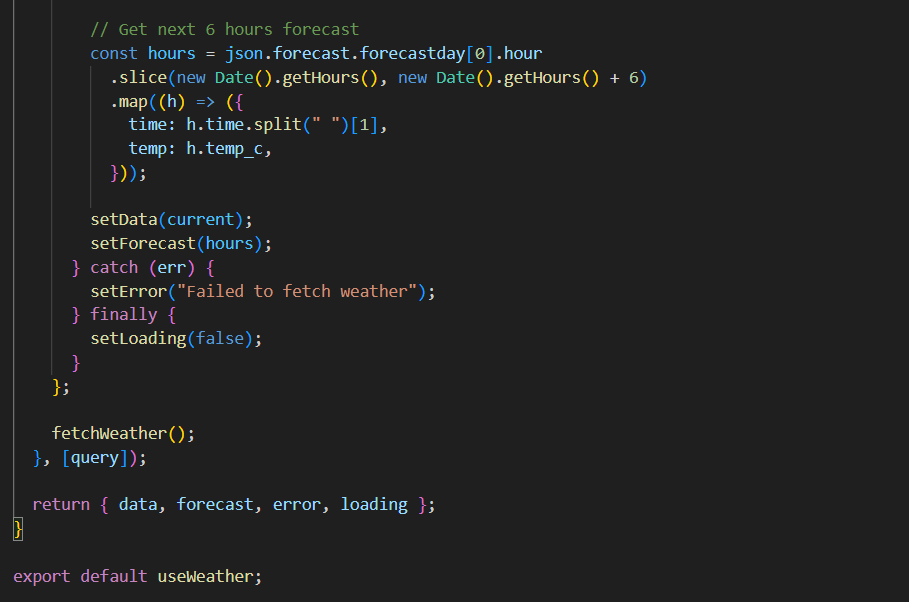 // Get next 6 hours forecast
const hours = json.forecast.forecastday[0].hour
.slice(new Date().getHours(), new Date().getHours() + 6)
.map((h) => ({
time: h.time.split(" ")[1],
temp: h.temp_c,
}));
setData(current);
setForecast(hours);
} catch (err) {
setError("Failed to fetch weather");
} finally {
setLoading(false);
}
};
fetchWeather();
}, [query]);
return { data, forecast, error, loading };
}
export default useWeather;